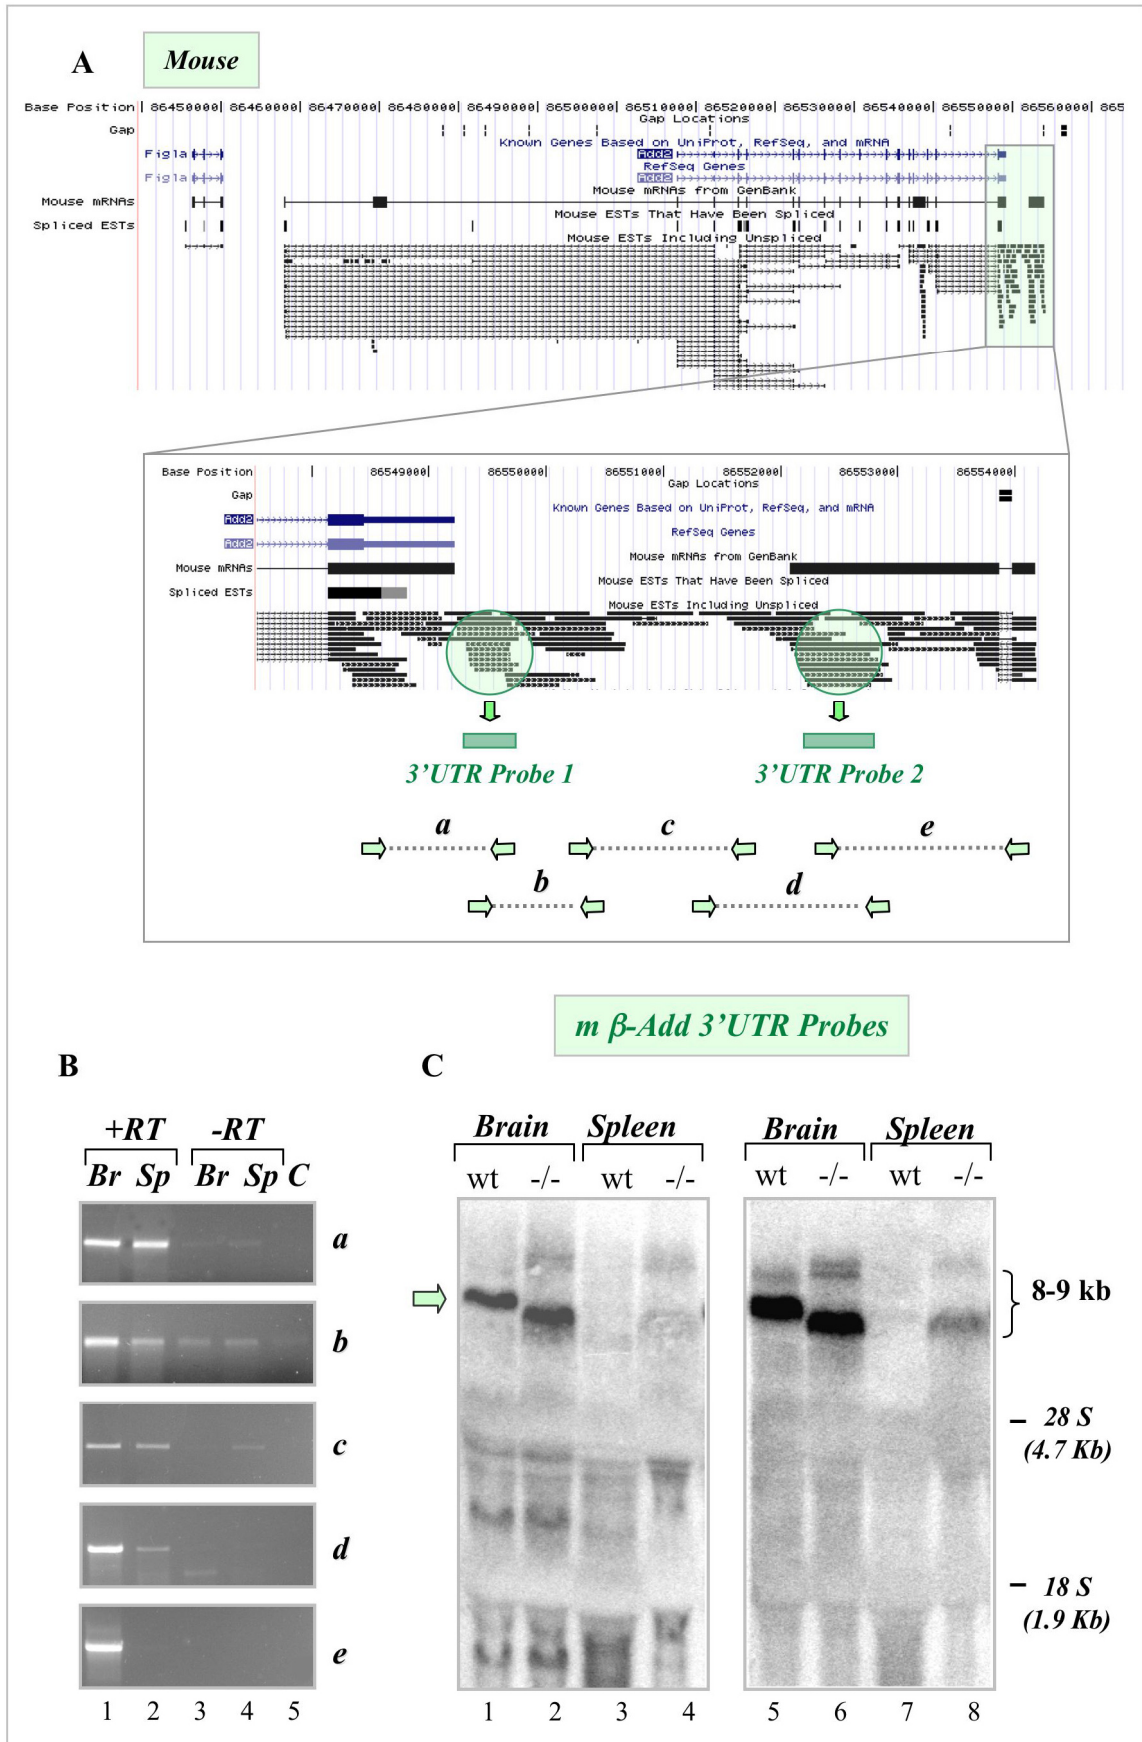 A
Mouse
Base Position 86450000| 86460000| 86470000| 86480000| 86490000| 86500000| 86510000| 86520000| 86530000| 86540000| 86550000| 86560000| 865
Gap Locations
Gap
Known Genes Based on UniProt, RefSeq, and mRNA
Figla Add2
RefSeq Genes
Figla Add2
Mouse mRNAs from GenBank
Mouse mRNAs
Mouse ESTs That Have Been Spliced
Spliced ESTs
Mouse ESTs Including Unspliced
Base Position 86549000| 86550000| 86551000| 86552000| 86553000| 86554000|
Gap Locations
Gap
Known Genes Based on UniProt, RefSeq, and mRNA
Add2
RefSeq Genes
Add2
Mouse mRNAs from GenBank
Mouse mRNAs
Mouse ESTs That Have Been Spliced
Spliced ESTs
Mouse ESTs Including Unspliced
3'UTR Probe 1 3'UTR Probe 2
a c e
b d
m β-Add 3'UTR Probes
B C
+RT -RT
Br Sp Br Sp C
a
b
c
d
e
1 2 3 4 5
Brain Spleen Brain Spleen
wt -/- wt -/- wt -/- wt -/-
8-9 kb
28 S
(4.7 Kb)
18 S
(1.9 Kb)
1 2 3 4 5 6 7 8